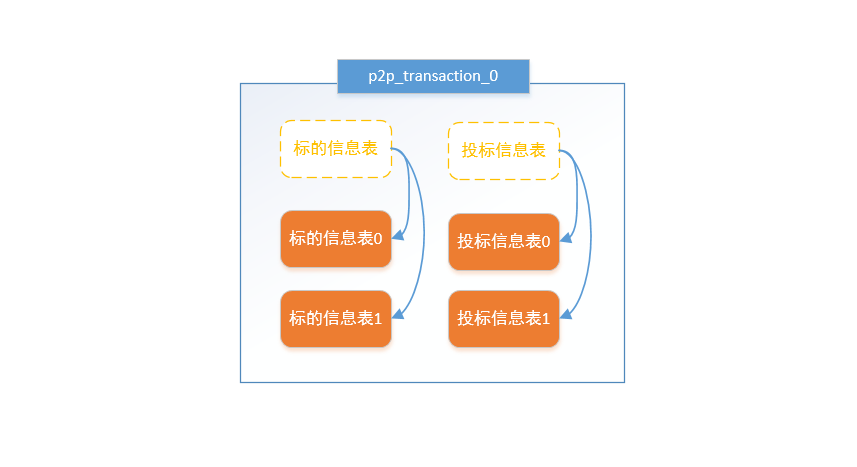 p2p_transaction_0
标的信息表
投标信息表
标的信息表0
投标信息表0
标的信息表1
投标信息表1